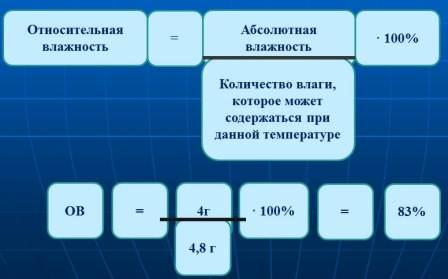 Относительная
влажность
=
Абсолютная
влажность
· 100%
Количество влаги,
которое может
содержаться при
данной температуре
ОВ = 4г · 100% = 83%
4,8 г